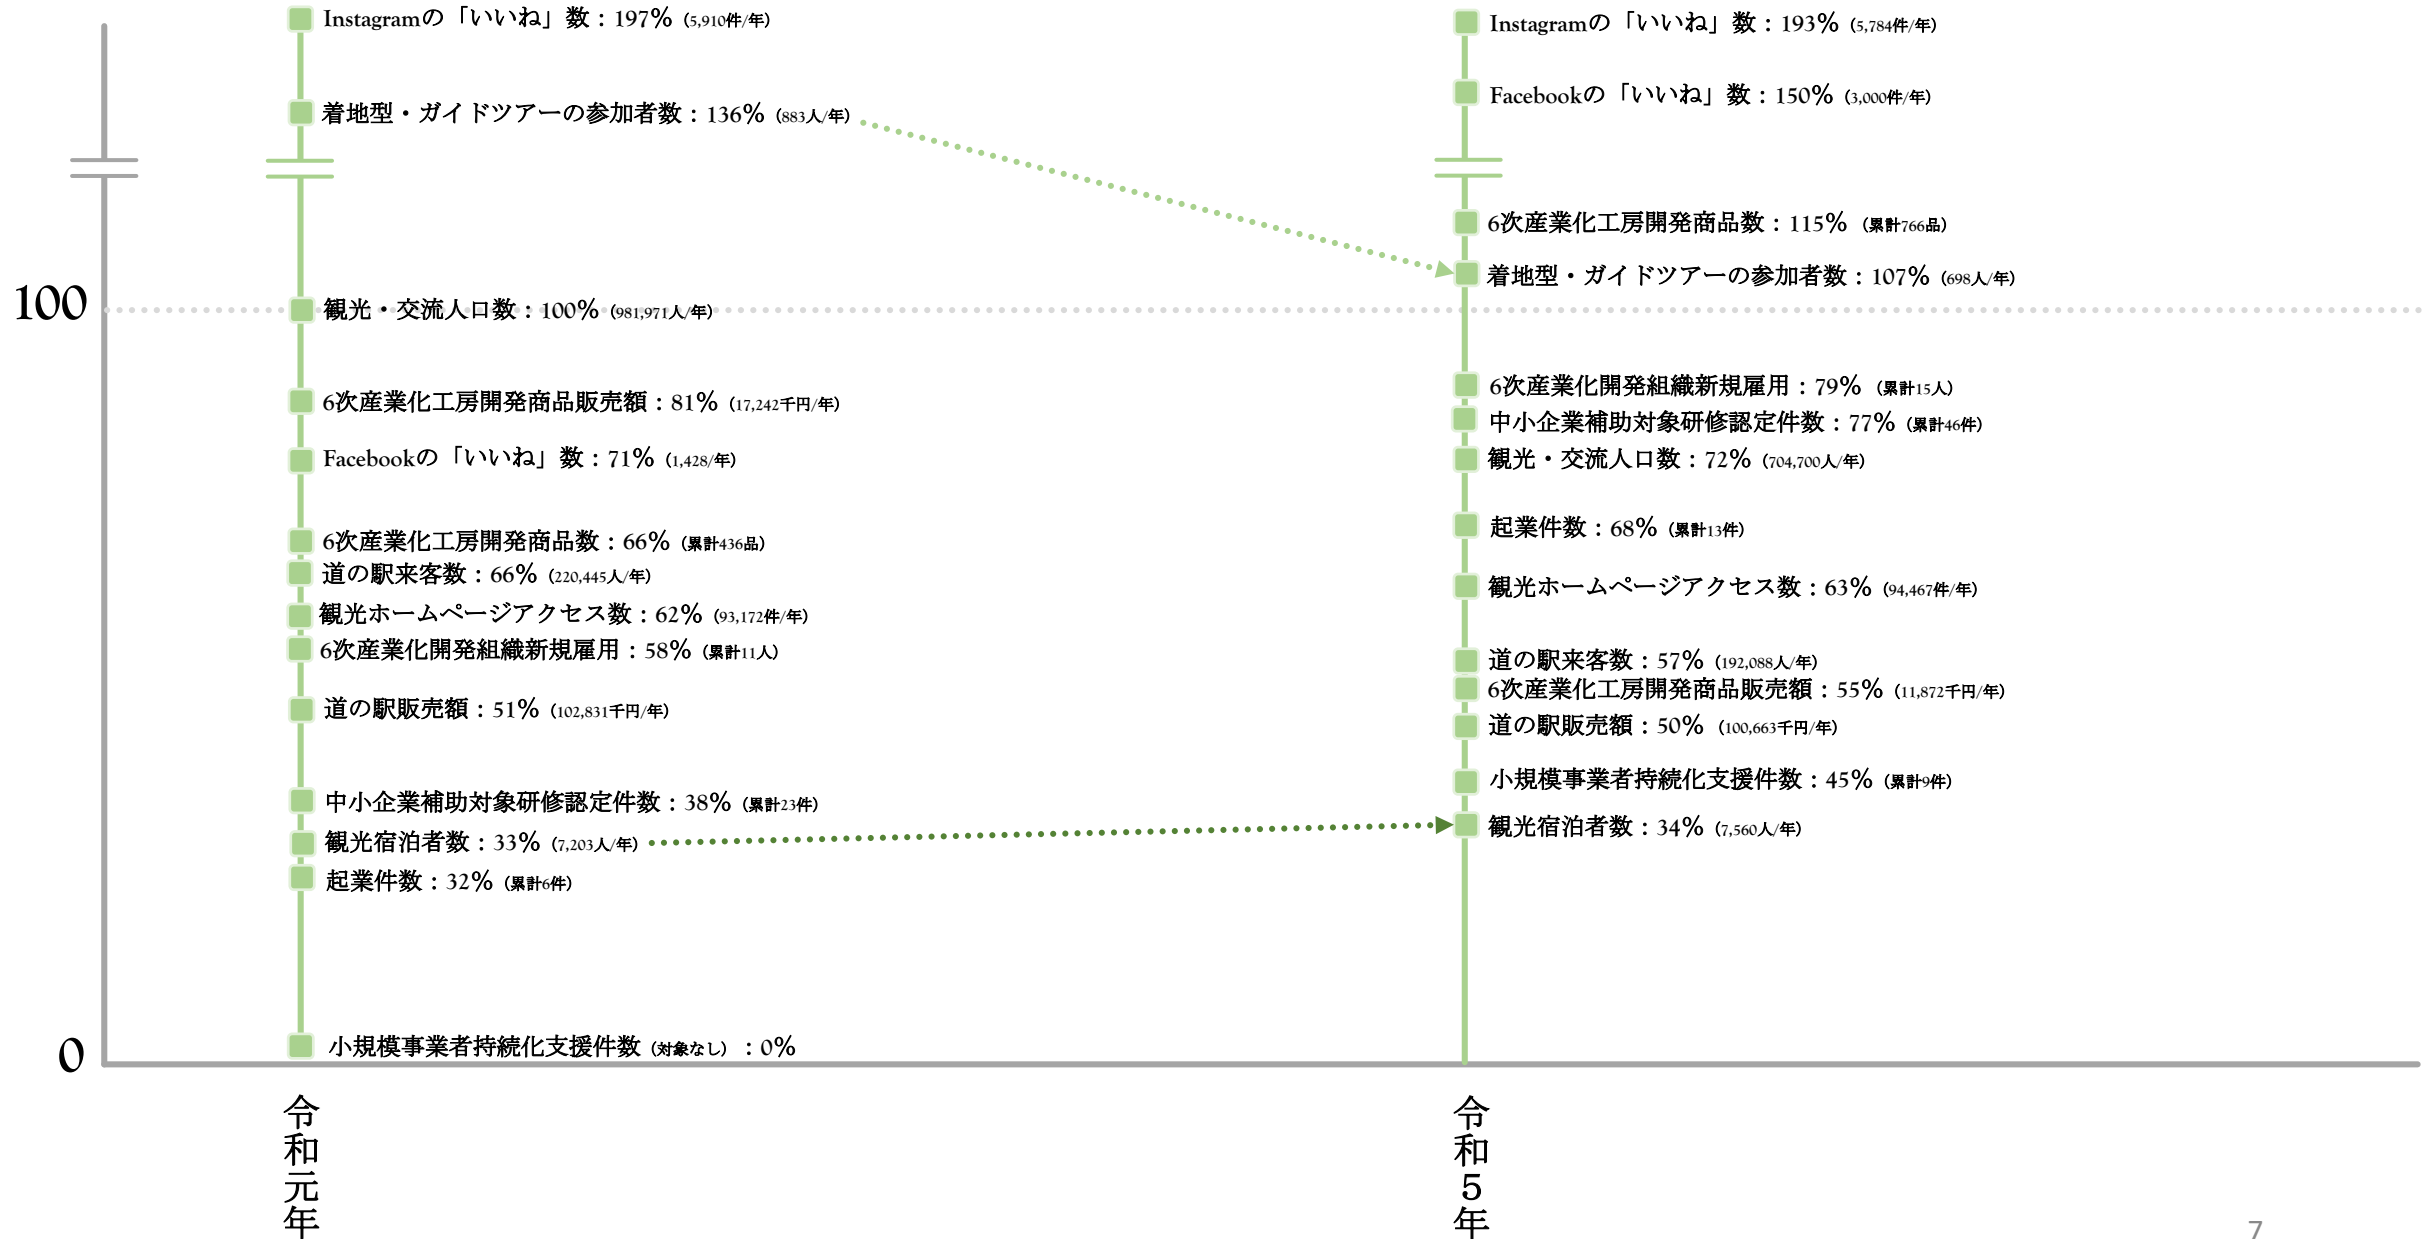 Instagramの「いいね」数：197%（5,910件/年）
着地型・ガイドツアーの参加者数：136%（883人/年）
100
観光・交流人口数：100%（981,971人/年）
6次産業化工房開発商品販売額：81%（17,242千円/年）
Facebookの「いいね」数：71%（1,428/年）
6次産業化工房開発商品数：66%（累計436品）
道の駅来客数：66%（220,445人/年）
観光ホームページアクセス数：62%（93,172件/年）
6次産業化開発組織新規雇用：58%（累計11人）
道の駅販売額：51%（102,831千円/年）
中小企業補助対象研修認定件数：38%（累計23件）
観光宿泊者数：33%（7,203人/年）
起業件数：32%（累計6件）
小規模事業者持続化支援件数（対象なし）：0%
0
令和元年
Instagramの「いいね」数：193%（5,784件/年）
Facebookの「いいね」数：150%（3,000件/年）
6次産業化工房開発商品数：115%（累計766品）
着地型・ガイドツアーの参加者数：107%（698人/年）
6次産業化開発組織新規雇用：79%（累計15人）
中小企業補助対象研修認定件数：77%（累計46件）
観光・交流人口数：72%（704,700人/年）
起業件数：68%（累計13件）
観光ホームページアクセス数：63%（94,467件/年）
道の駅来客数：57%（192,088人/年）
6次産業化工房開発商品販売額：55%（11,872千円/年）
道の駅販売額：50%（100,663千円/年）
小規模事業者持続化支援件数：45%（累計9件）
観光宿泊者数：34%（7,560人/年）
令和５年
7